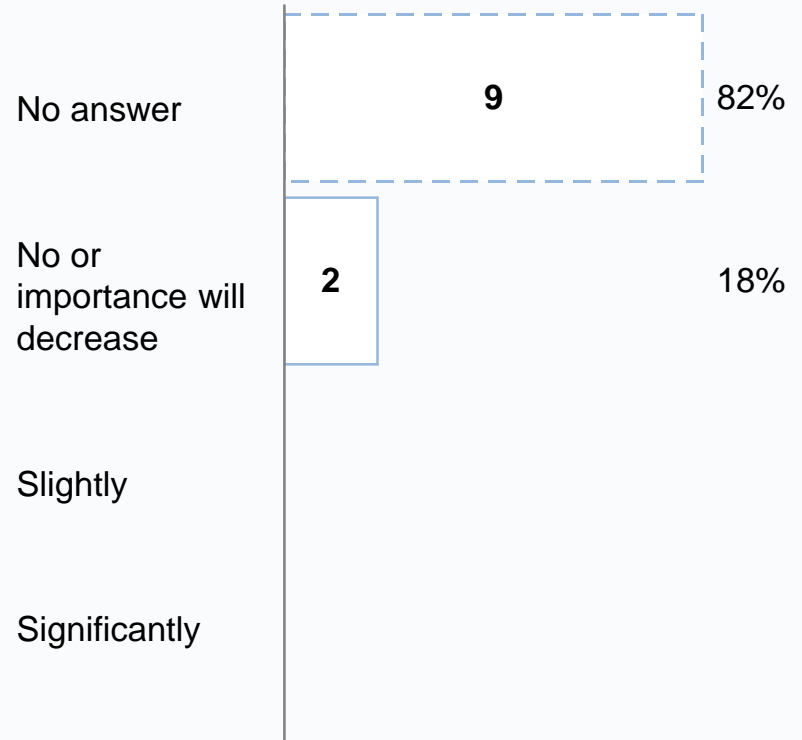 No answer
9
82%
No or
importance will
decrease
2
18%
Slightly
Significantly